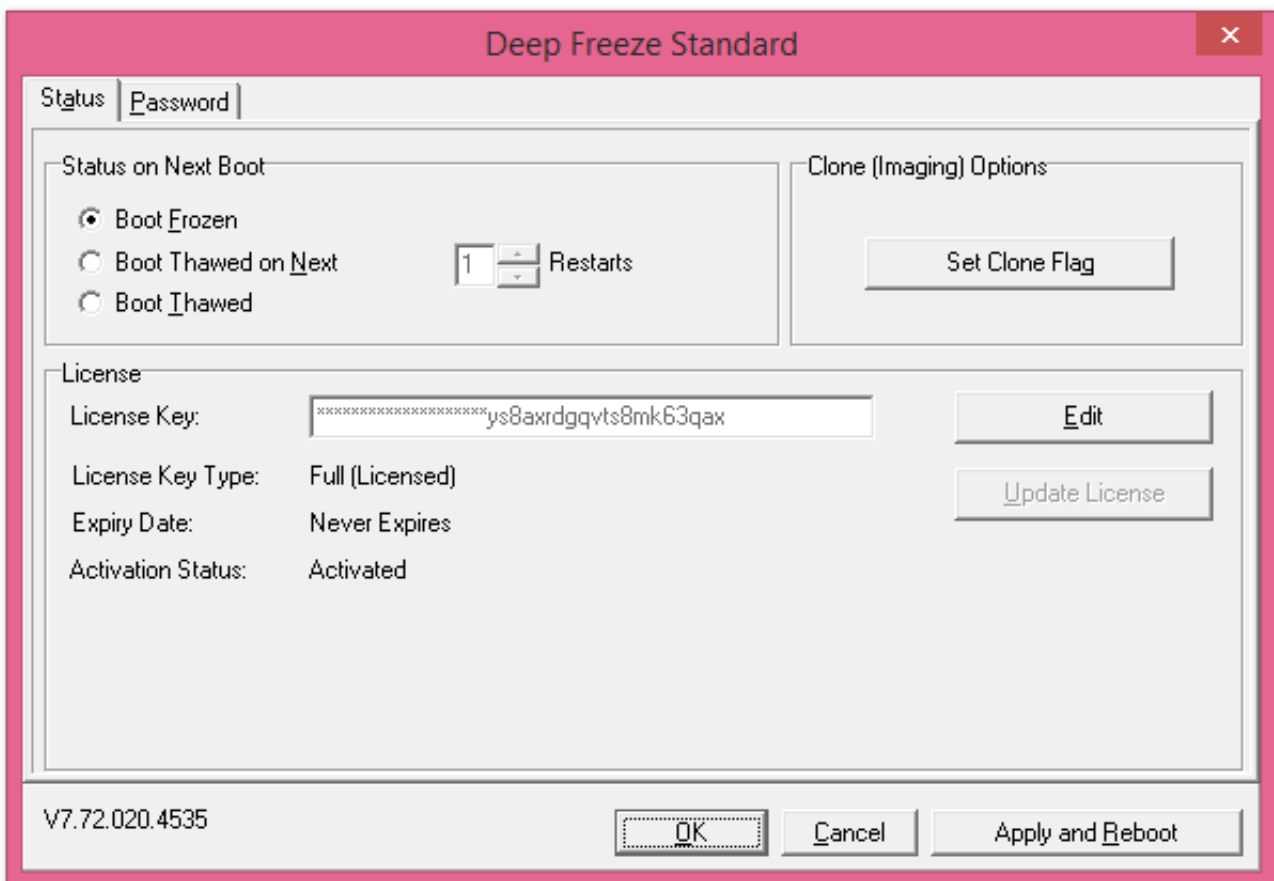 Deep Freeze Standard
Status Password
Status on Next Boot
Boot Frozen
Boot Thawed on Next 1 Restarts
Boot Thawed
Clone (Imaging) Options
Set Clone Flag
License
License Key: ********************ys8axrdgqvts8mk63qax Edit
License Key Type: Full (Licensed) Update License
Expiry Date: Never Expires
Activation Status: Activated
V7.72.020.4535 OK Cancel Apply and Reboot